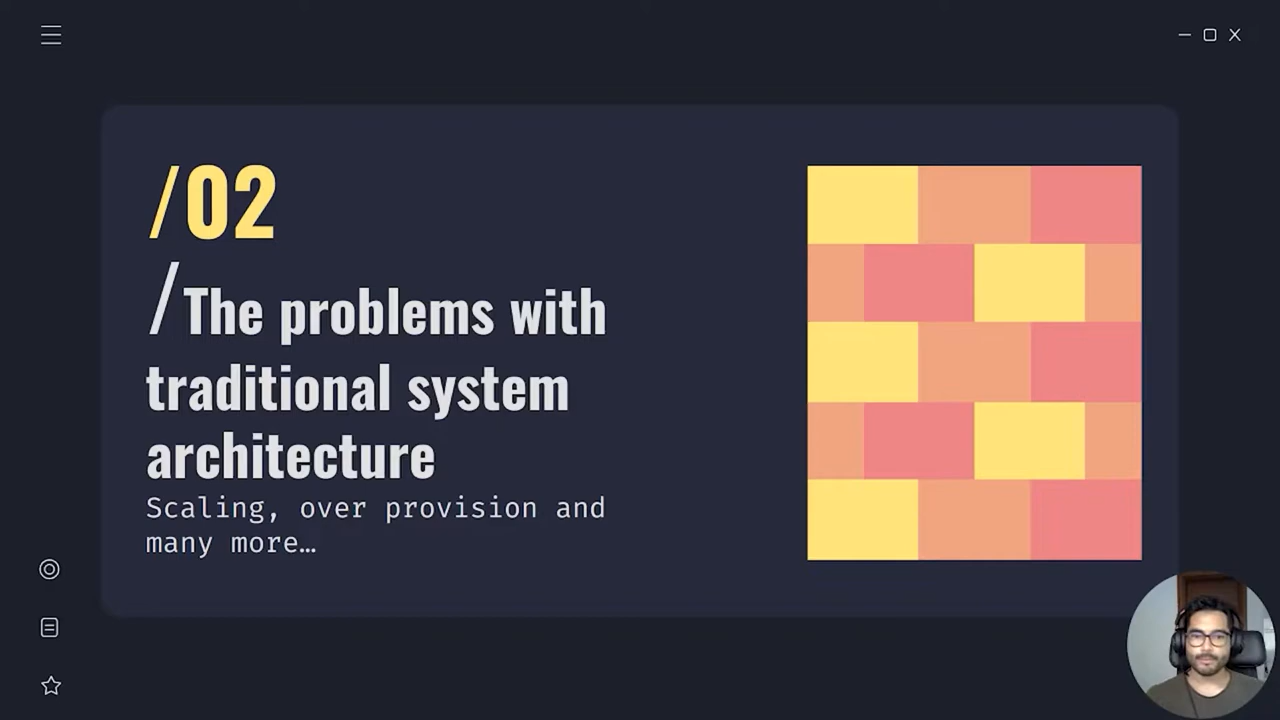 /02
/The problems with
traditional system
architecture
Scaling, over provision and
many more…